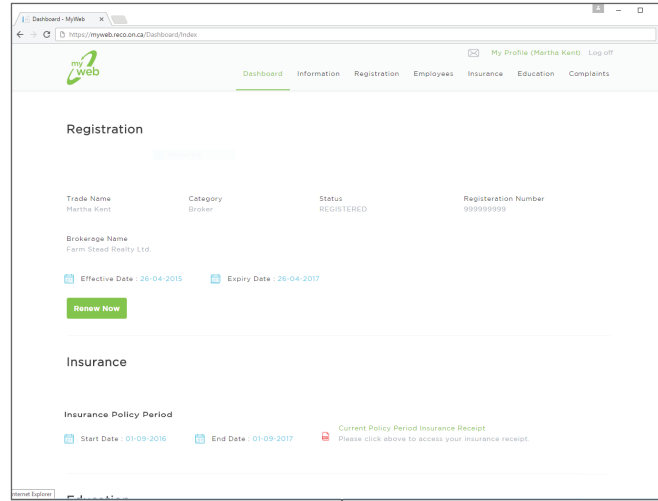 Dashboard - MyWeb
https://myweb.reco.on.ca/Dashboard/Index
My Profile (Martha Kent) Log off
my web
Dashboard Information Registration Employees Insurance Education Complaints
Registration
Trade Name Category Status Registeration Number
Martha Kent Broker REGISTERED 999999999
Brokerage Name
Farm Stead Realty Ltd.
Effective Date : 26-04-2015 Expiry Date : 26-04-2017
Renew Now
Insurance
Insurance Policy Period
Current Policy Period Insurance Receipt
Start Date : 01-09-2016 End Date : 01-09-2017 Please click above to access your insurance receipt.
nternet Explorer
Education